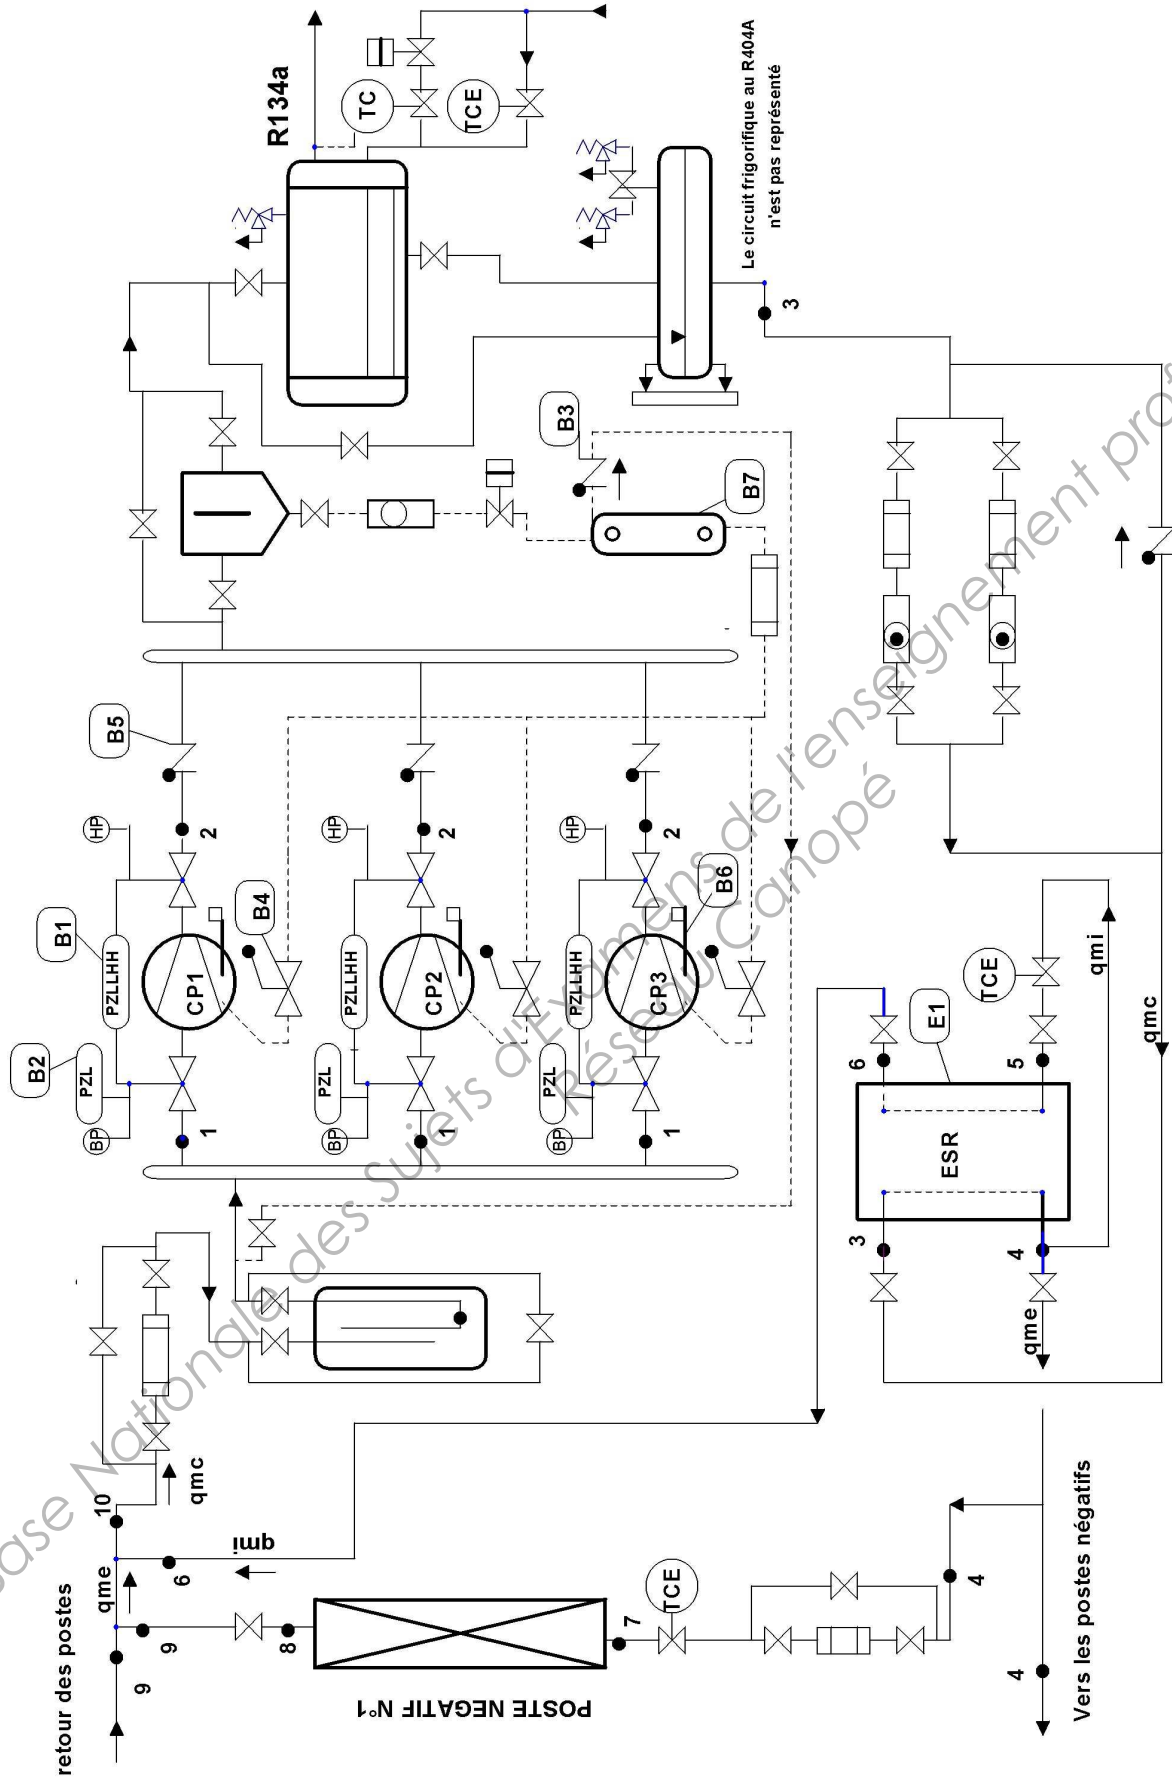 retour des postes
qme
10
qmc
9
9
8
6
qmi
POSTE NEGATIF N°1
7
TCE
4
4
Vers les postes négatifs
BP
B2
PZL
B1
PZLLHH
HP
B5
1
CP1
2
B4
BP
PZL
PZLLHH
HP
1
CP2
2
BP
PZL
PZLLHH
HP
1
CP3
2
B6
R134a
TC
TCE
B3
B7
Le circuit frigorifique au R404A
n'est pas représenté
3
3
ESR
6
E1
TCE
4
5
qme
qmi
qmc
Base Nationale des Sujets d'Examens de l'enseignement
Réseau Canopé